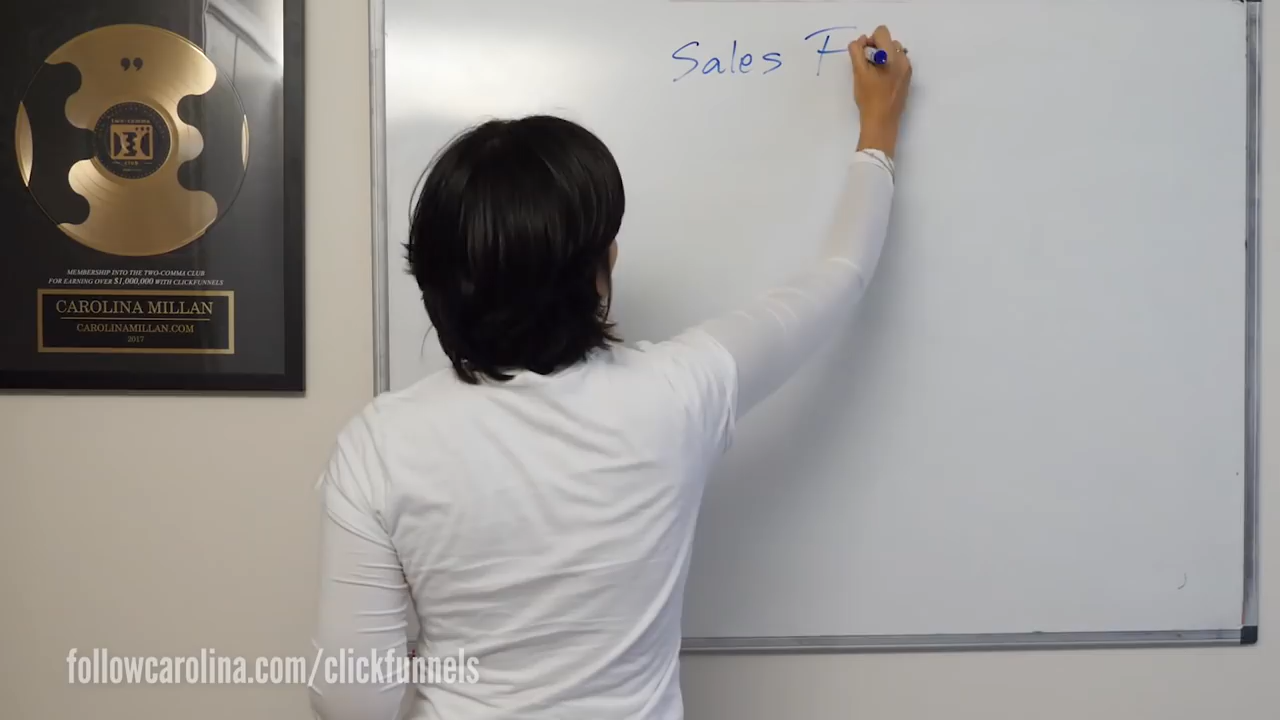 Sales F
”
TWO-COMMA
CLUB
MEMBERSHIP INTO THE TWO-COMMA CLUB
FOR EARNING OVER $1,000,000 WITH CLICKFUNNELS
CAROLINA MILLAN
CAROLINAMILLAN.COM
2017
followcarolina.com/clickfunnels